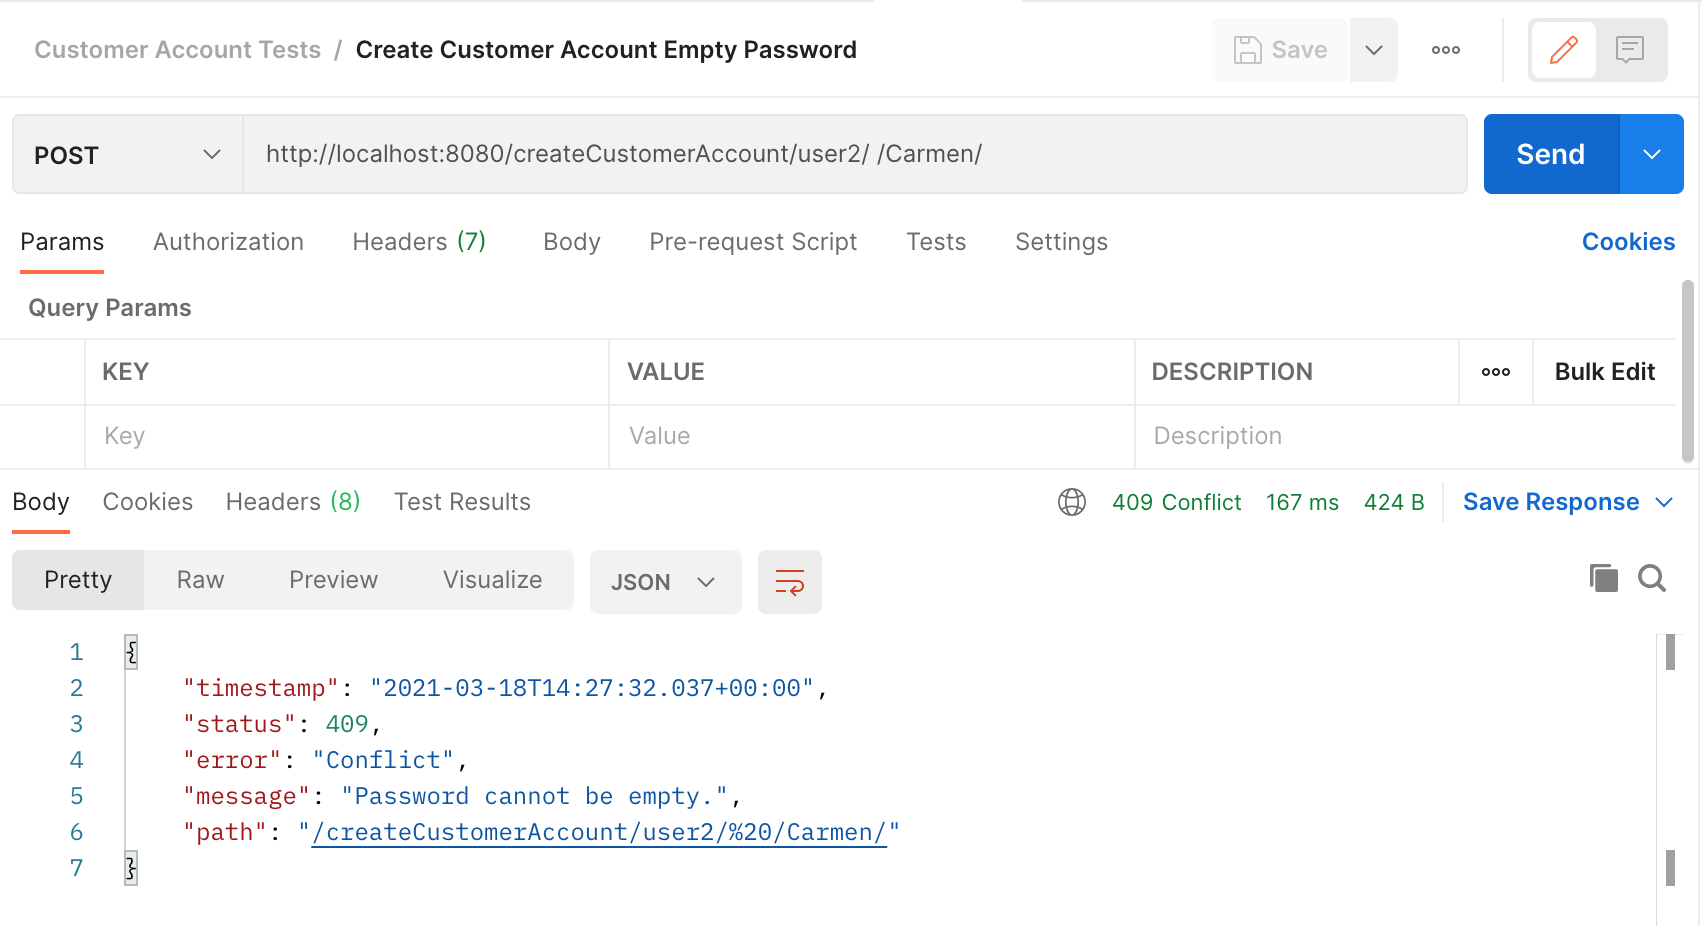 Customer Account Tests / Create Customer Account Empty Password
Save
POST
http://localhost:8080/createCustomerAccount/user2/ /Carmen/
Send
Params Authorization Headers (7) Body Pre-request Script Tests Settings Cookies
Query Params
KEY VALUE DESCRIPTION Bulk Edit
Key Value Description
Body Cookies Headers (8) Test Results 409 Conflict 167 ms 424 B Save Response
Pretty Raw Preview Visualize JSON
1 {
2 "timestamp": "2021-03-18T14:27:32.037+00:00",
3 "status": 409,
4 "error": "Conflict",
5 "message": "Password cannot be empty.",
6 "path": "/createCustomerAccount/user2/%20/Carmen/"
7 }